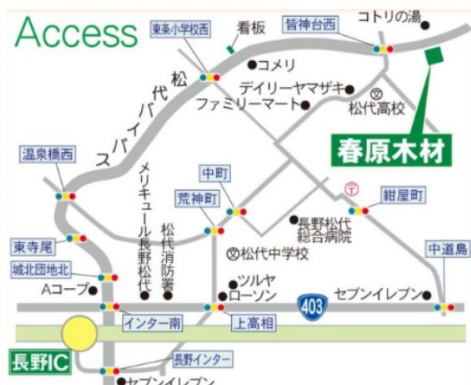 Access
東条小学校西
看板
皆神台西
コトリの湯
コメリ
松代バイパス
デイリーヤマザキ
ファミリーマート
松代高校
春原木材
温泉橋西
メリキュール長野松代
松代消防署
中町
荒神町
紺屋町
長野松代
総合病院
東寺尾
松代中学校
中道島
城北団地北
Aコープ
ツルヤ
ローソン
403
セブンイレブン
インター南
上高相
長野IC
長野インター
セブンイレブン